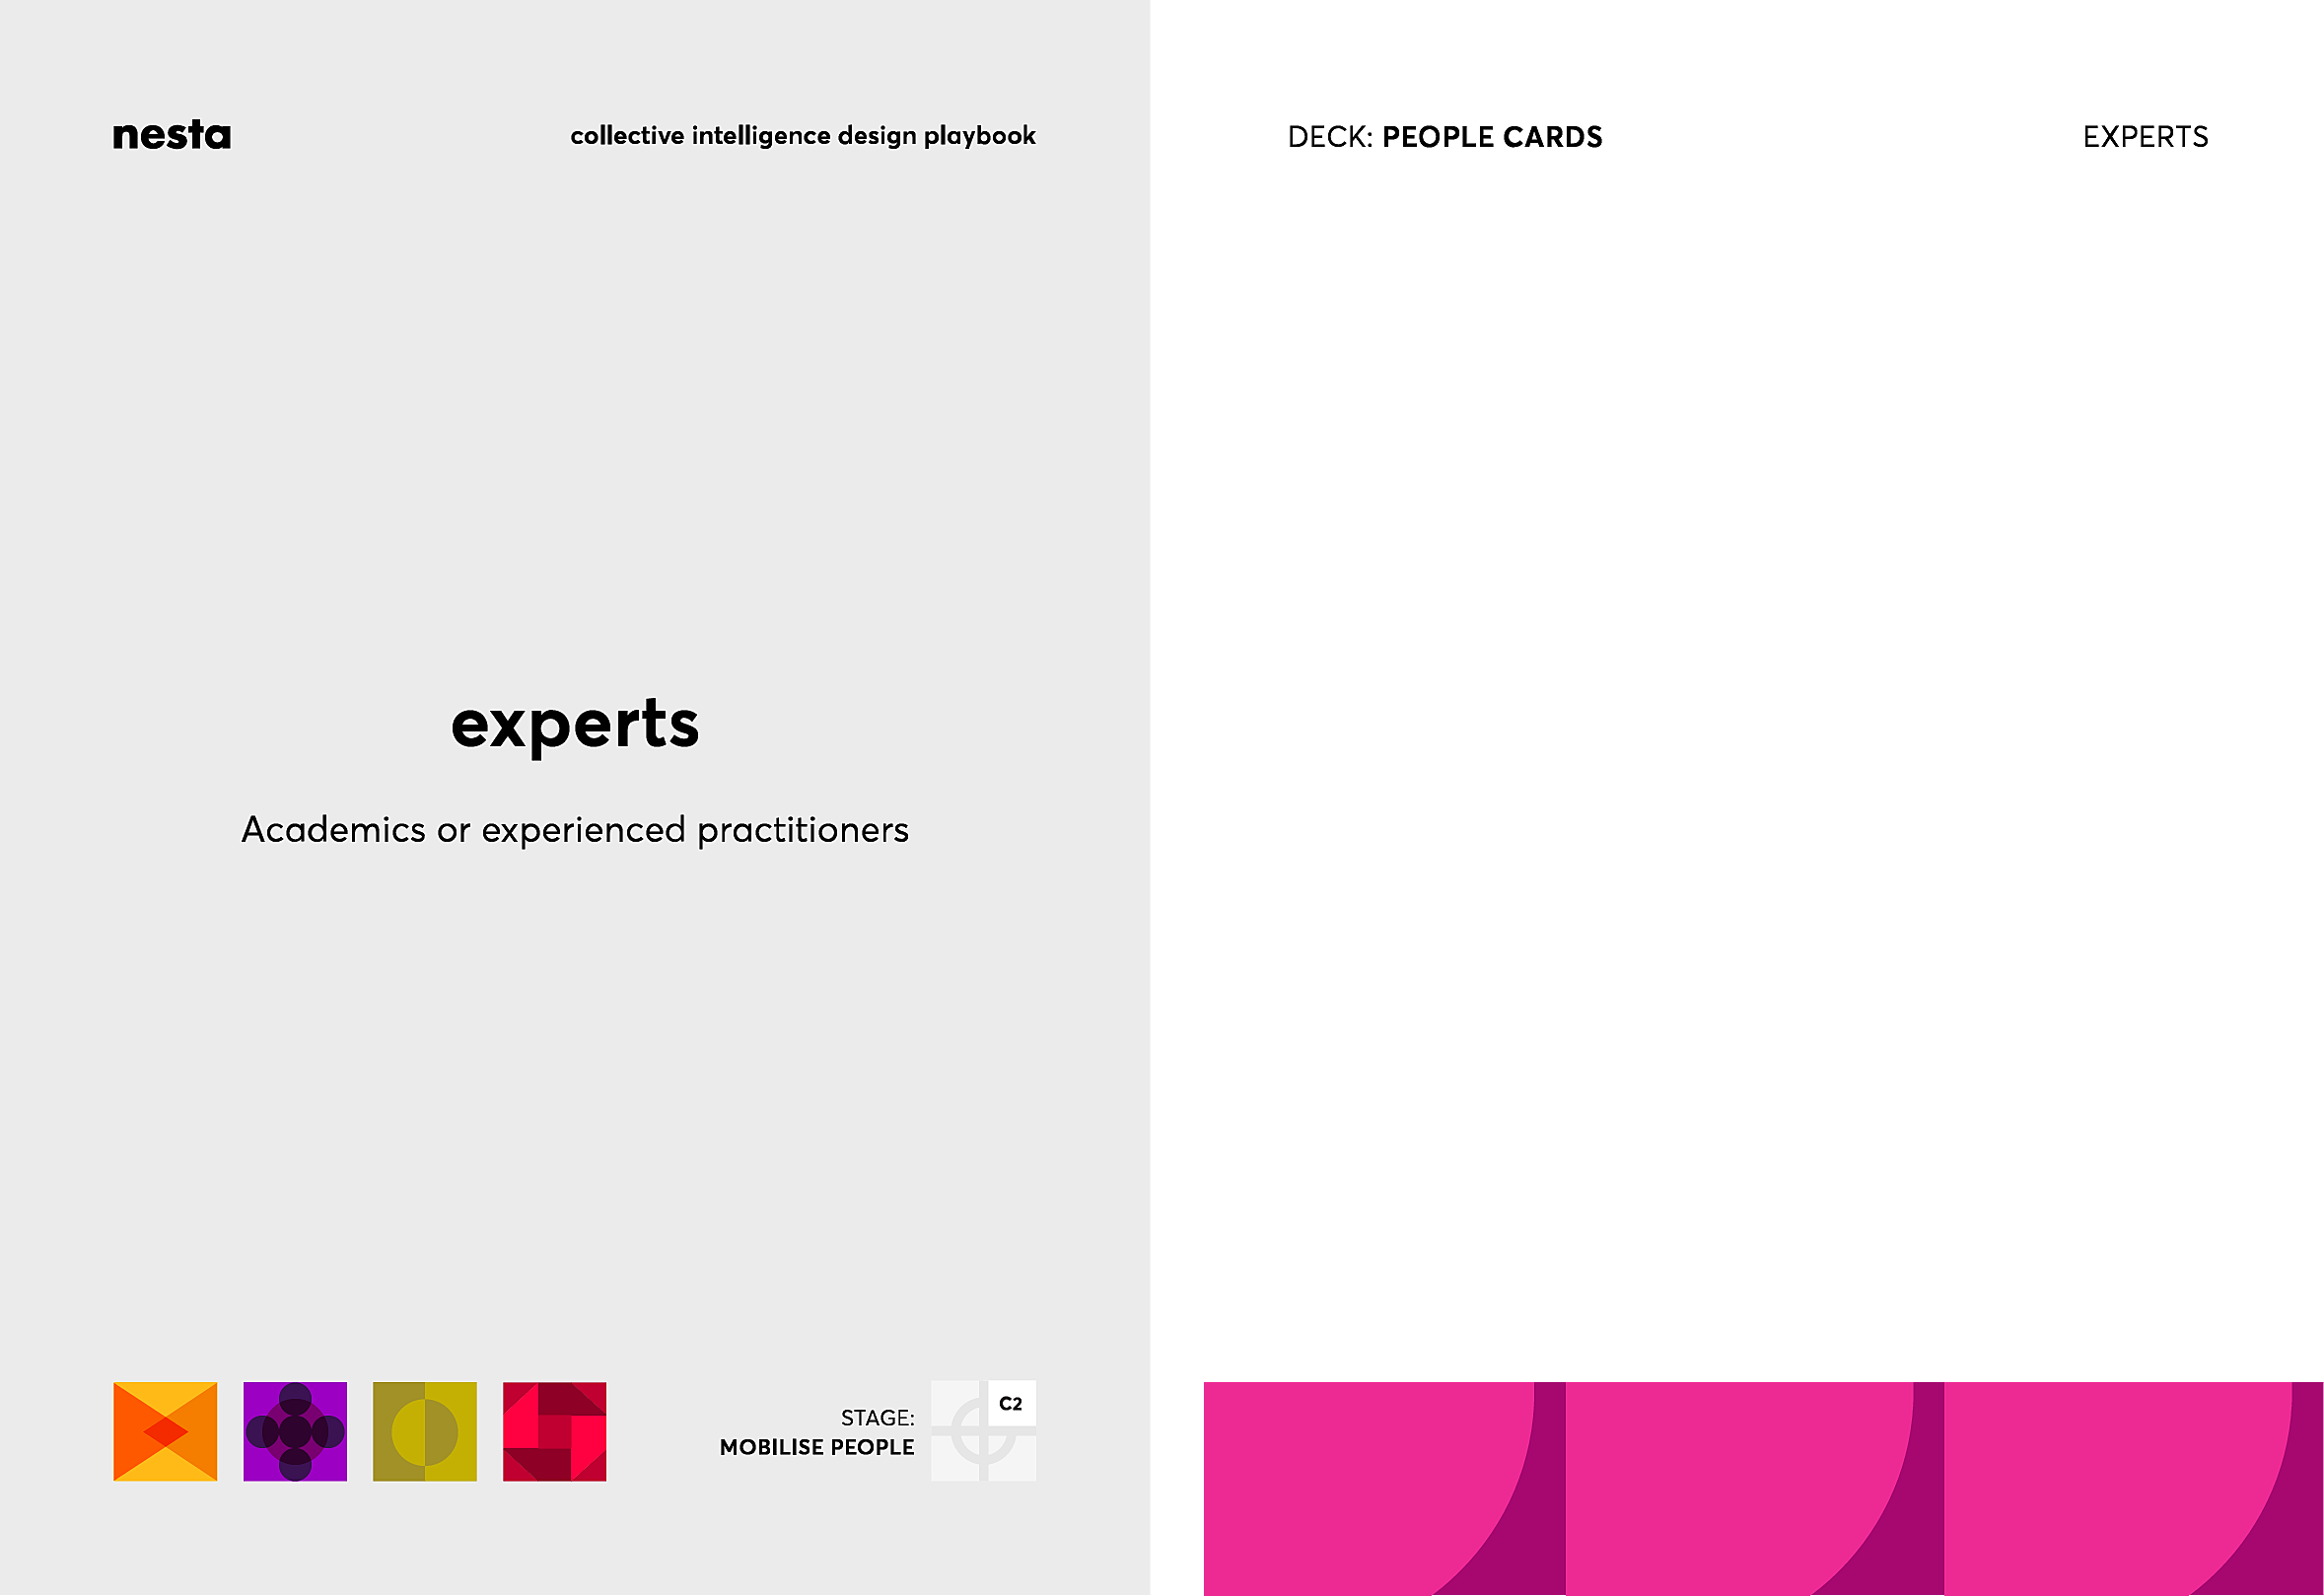 nesta
collective intelligence design playbook
experts
Academics or experienced practitioners
STAGE:
MOBILISE PEOPLE
C2
DECK: PEOPLE CARDS
EXPERTS